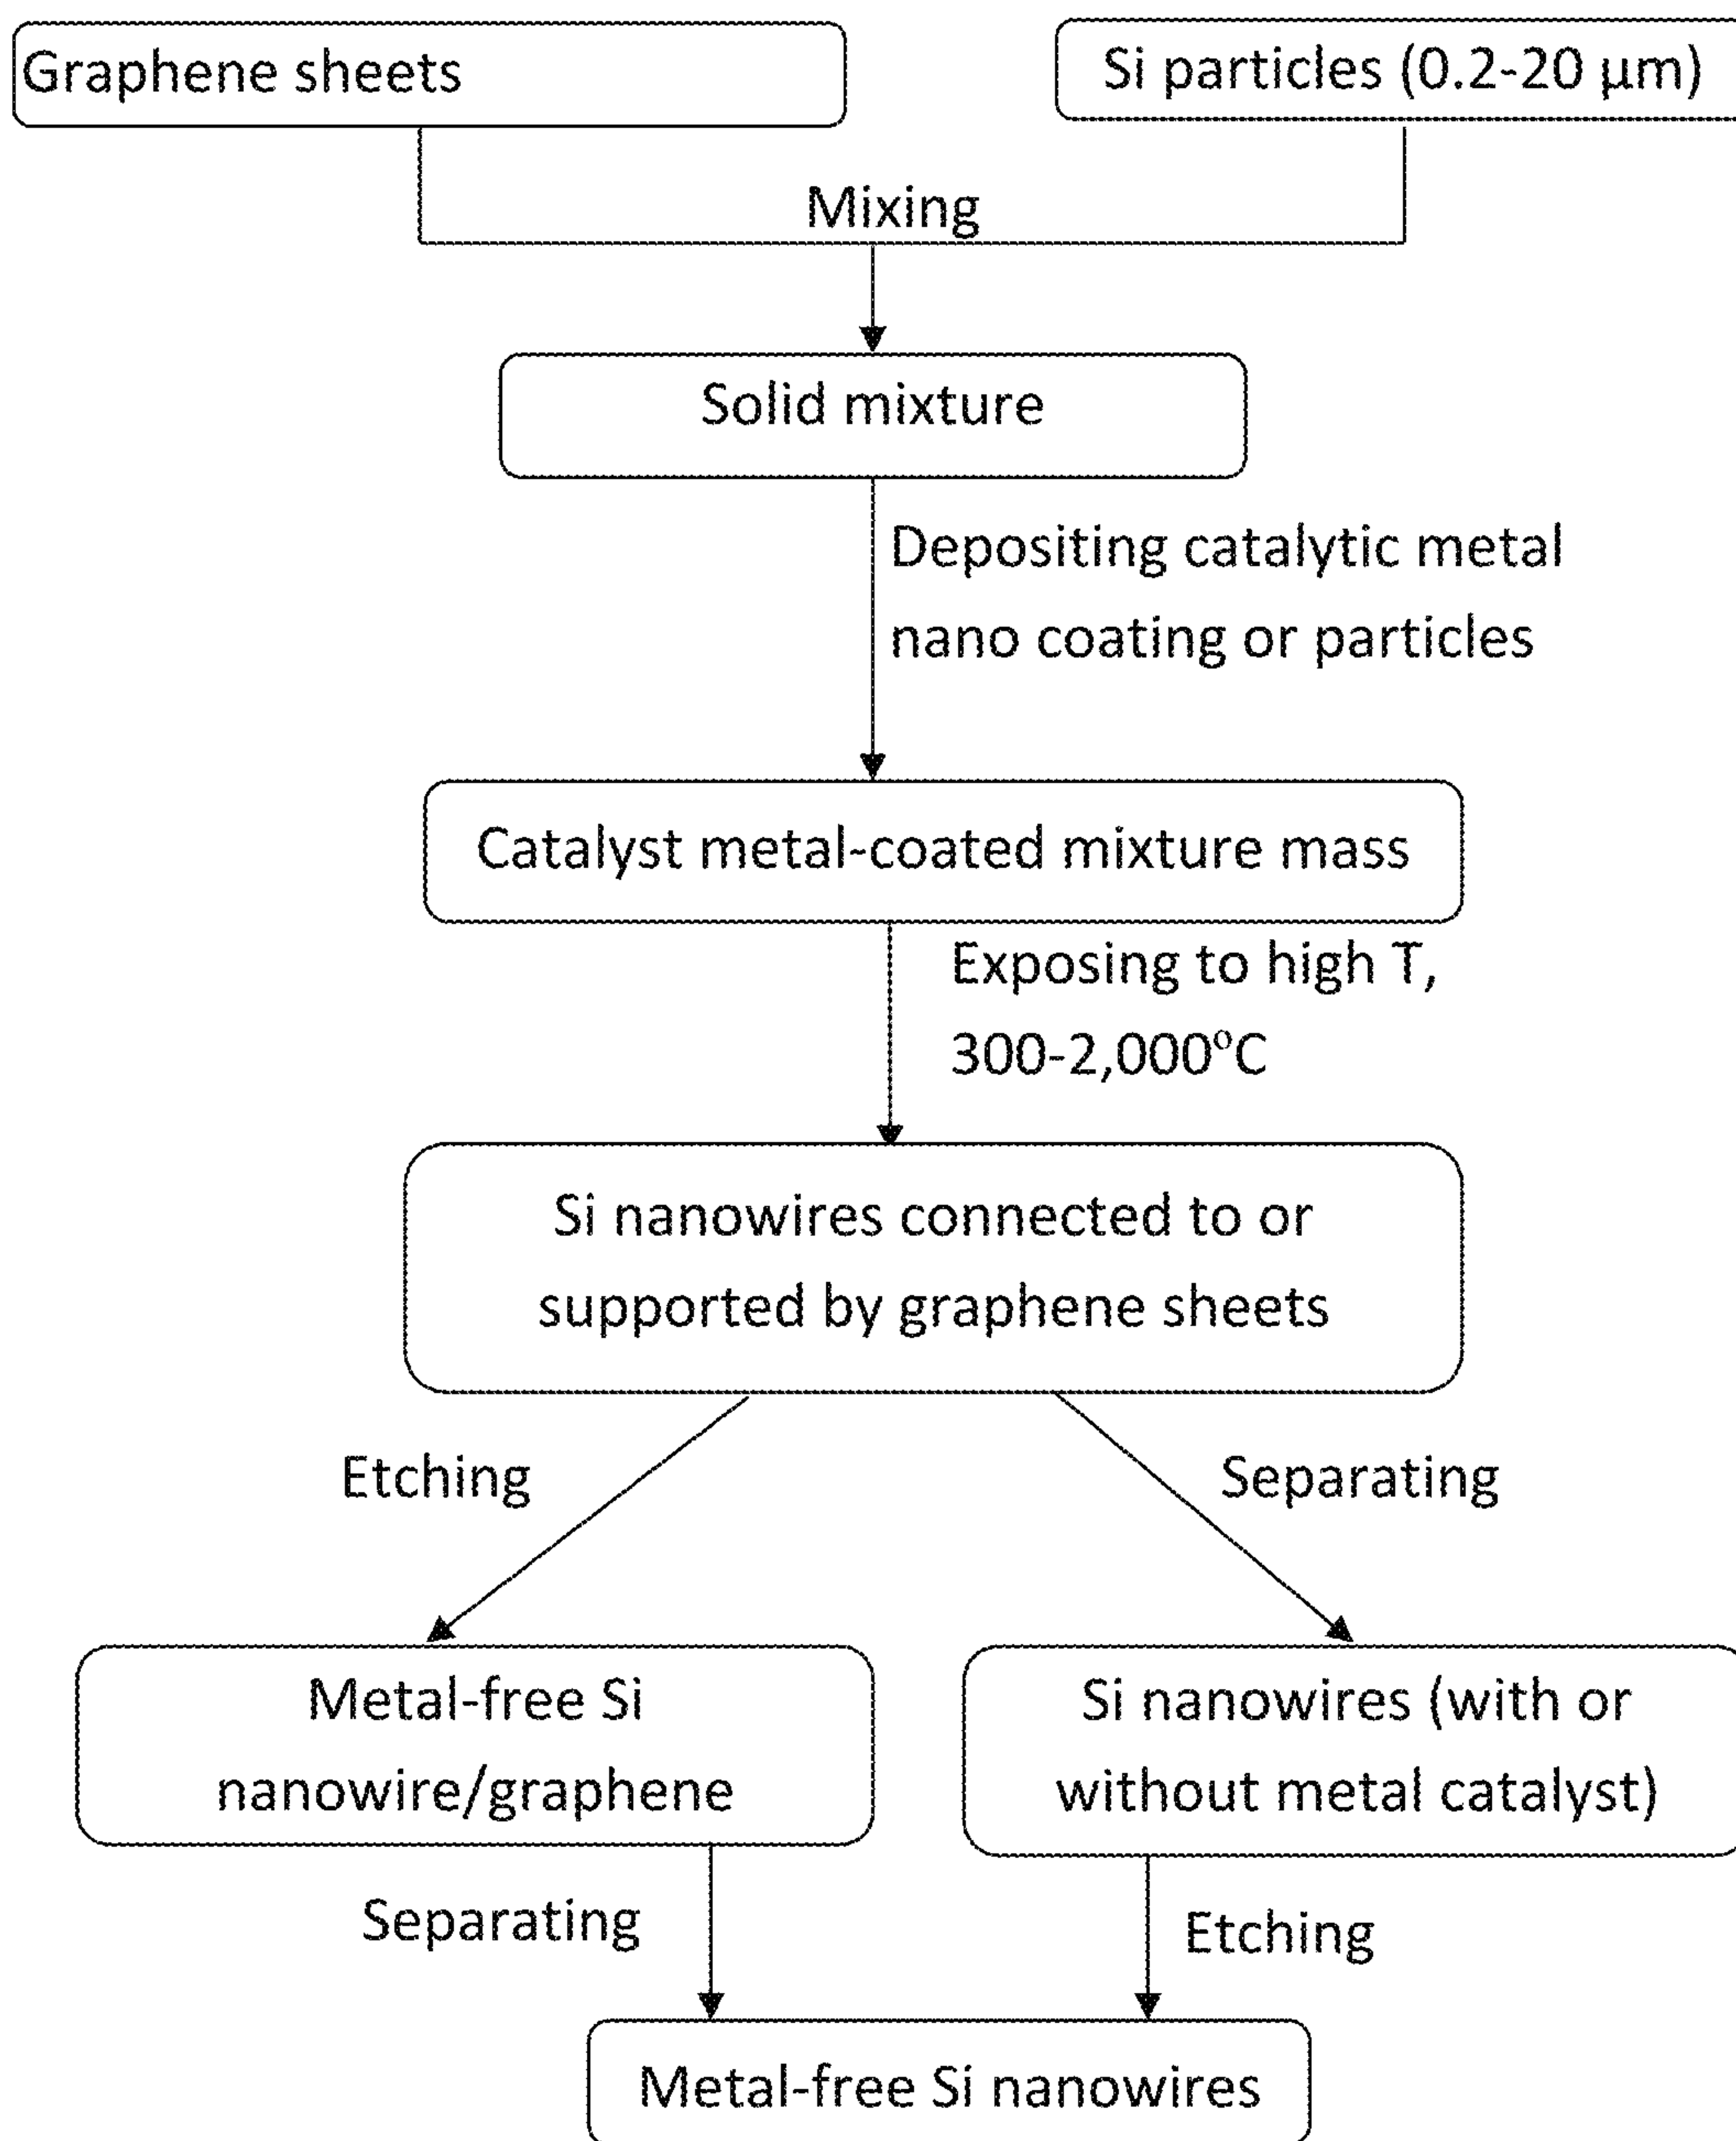 Graphene sheets
Si particles (0.2-20 µm)
Mixing
Solid mixture
Depositing catalytic metal
nano coating or particles
Catalyst metal-coated mixture mass
Exposing to high T,
300-2,000°C
Si nanowires connected to or
supported by graphene sheets
Etching
Separating
Metal-free Si
nanowire/graphene
Si nanowires (with or
without metal catalyst)
Separating
Etching
Metal-free Si nanowires